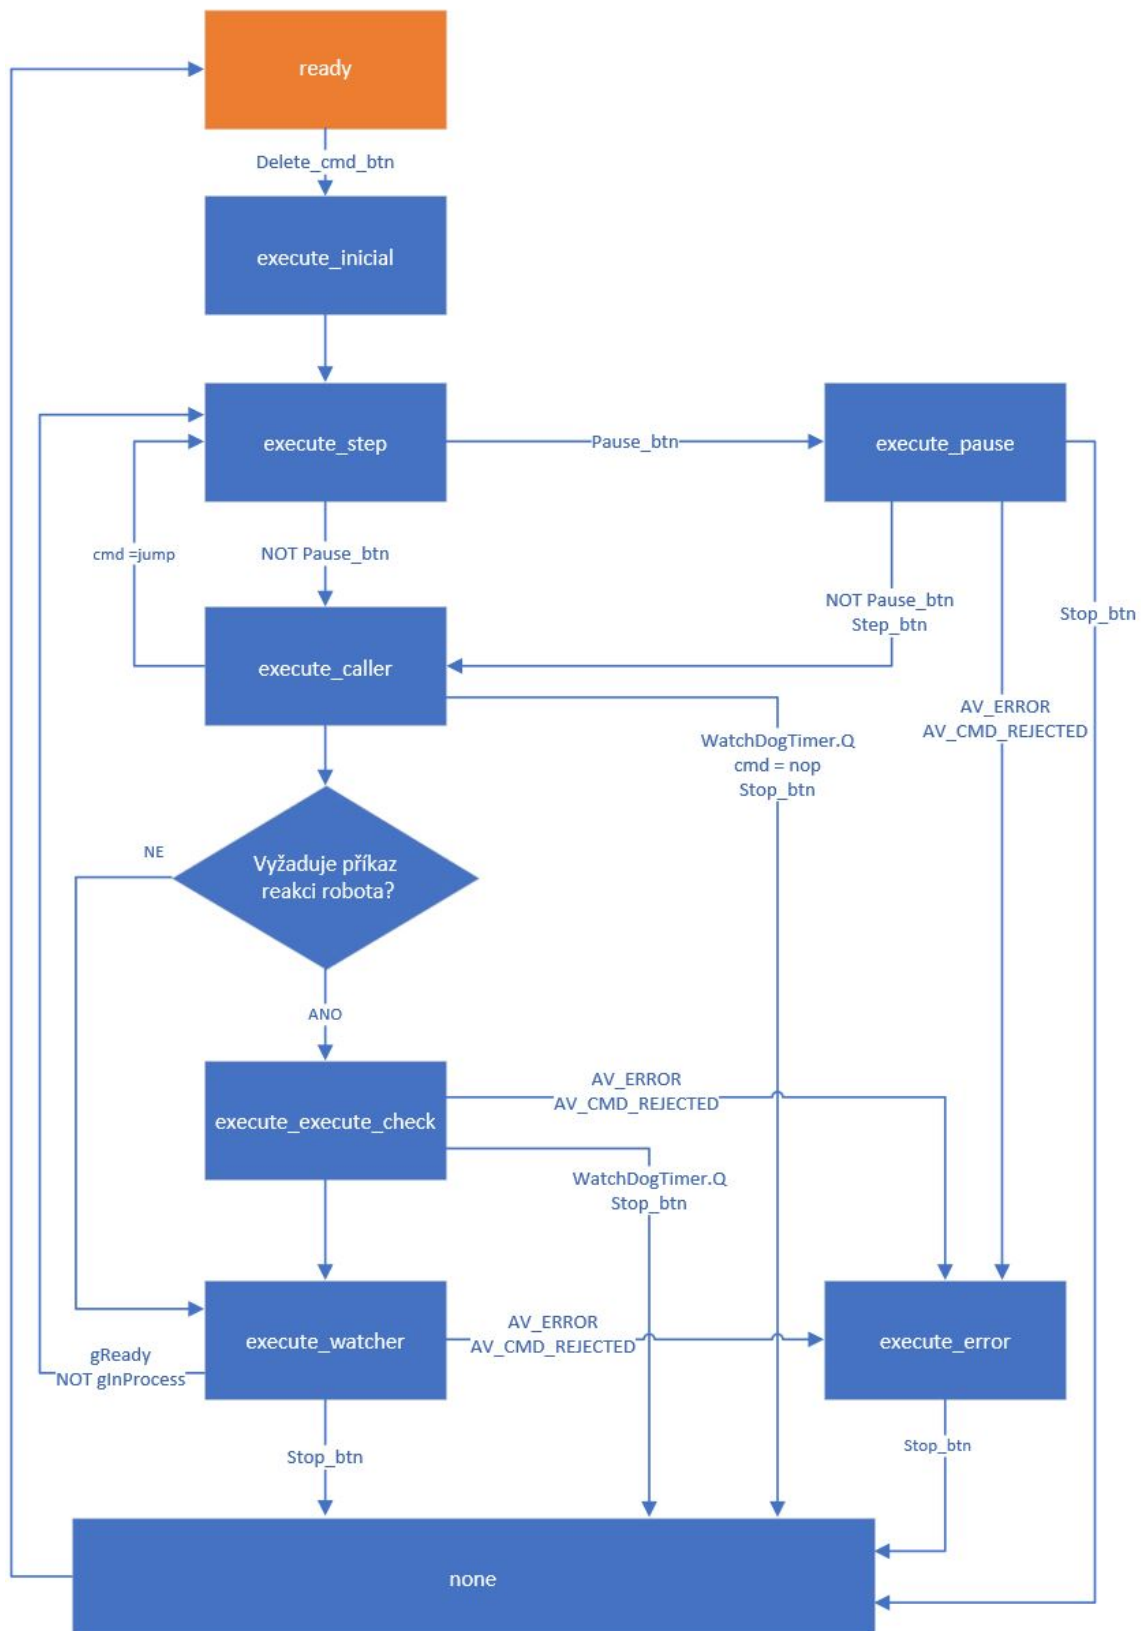 ready
Delete_cmd_btn
execute_inicial
execute_step
Pause_btn
execute_pause
cmd =jump
NOT Pause_btn
NOT Pause_btn
Step_btn
Stop_btn
execute_caller
AV_ERROR
AV_CMD_REJECTED
WatchDogTimer.Q
cmd = nop
Stop_btn
NE
Vyžaduje příkaz
reakci robota?
ANO
AV_ERROR
AV_CMD_REJECTED
execute_execute_check
WatchDogTimer.Q
Stop_btn
execute_watcher
AV_ERROR
AV_CMD_REJECTED
execute_error
gReady
NOT gInProcess
Stop_btn
Stop_btn
none